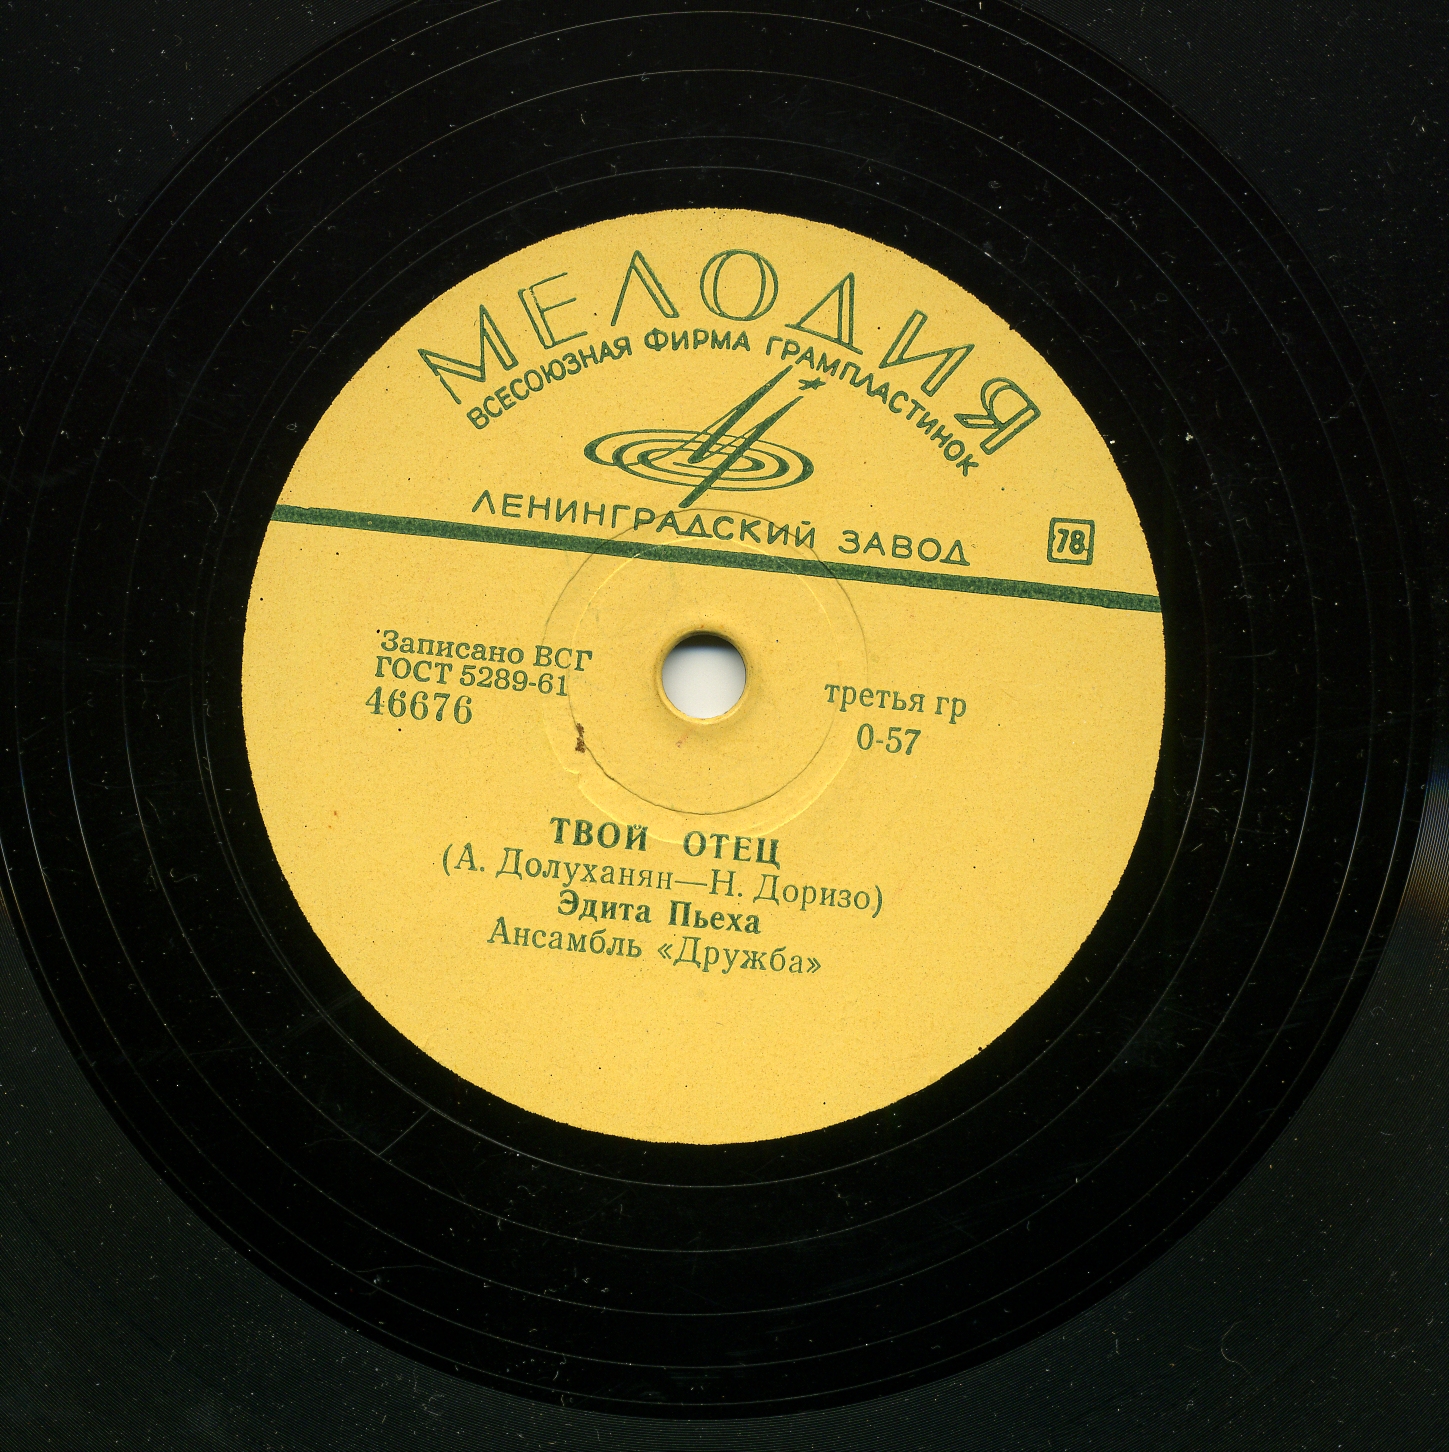 МЕЛОДИЯ
ВСЕСОЮЗНАЯ ФИРМА ГРАМПЛАСТИНОК
ЛЕНИНГРАДСКИЙ ЗАВОД
78
Записано ВСГ
ГОСТ 5289-61
46676
третья гр
0-57
ТВОЙ ОТЕЦ
(А. Долуханян—Н. Доризо)
Эдита Пьеха
Ансамбль «Дружба»